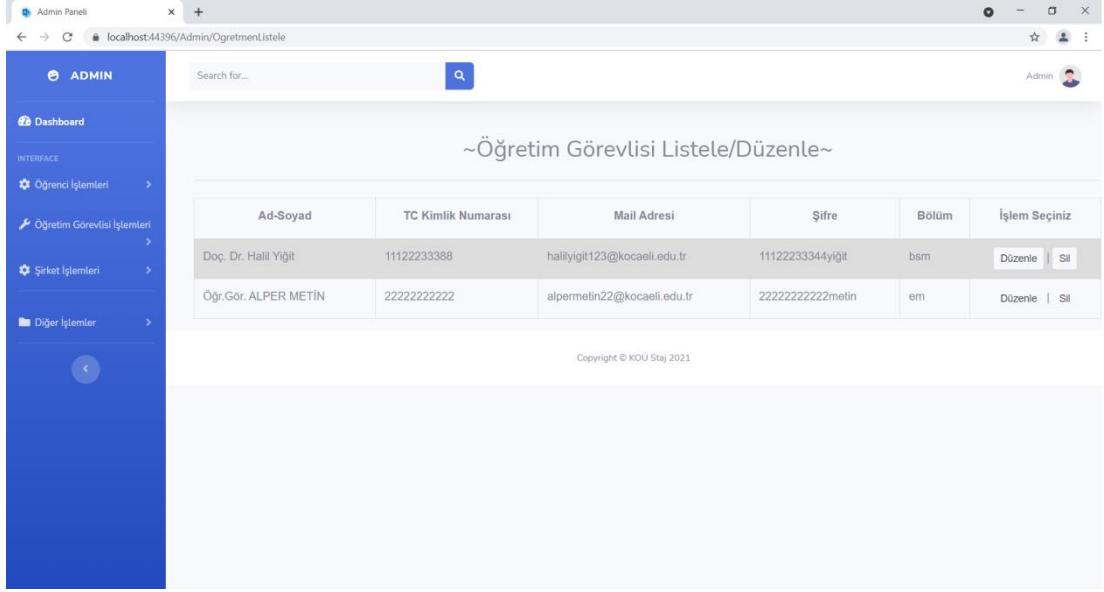 Admin Paneli
localhost:44396/Admin/OgretmenListele
ADMIN
Search for...
Admin
Dashboard
INTERFACE
Öğrenci İşlemleri
Öğretim Görevlisi İşlemleri
Şirket İşlemleri
Diğer İşlemler
~Öğretim Görevlisi Listele/Düzenle~
Ad-Soyad TC Kimlik Numarası Mail Adresi Şifre Bölüm İşlem Seçiniz
Doç. Dr. Halil Yiğit 11122233388 halilyigit123@kocaeli.edu.tr 11122233344yiğit bsm Düzenle | Sil
Öğr.Gör. ALPER METİN 22222222222 alpermetin22@kocaeli.edu.tr 22222222222metin em Düzenle | Sil
Copyright © KOÜ Staj 2021